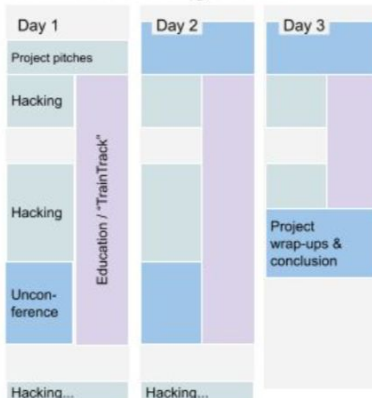 Day 1
Day 2
Day 3
Project pitches
Hacking
Education / "TrainTrack"
Hacking
Project
wrap-ups &
conclusion
Uncon-
ference
Hacking...
Hacking...